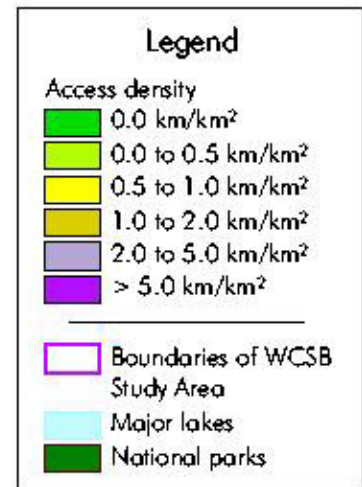 Legend
Access density
0.0 km/km²
0.0 to 0.5 km/km²
0.5 to 1.0 km/km²
1.0 to 2.0 km/km²
2.0 to 5.0 km/km²
> 5.0 km/km²
Boundaries of WCSB
Study Area
Major lakes
National parks